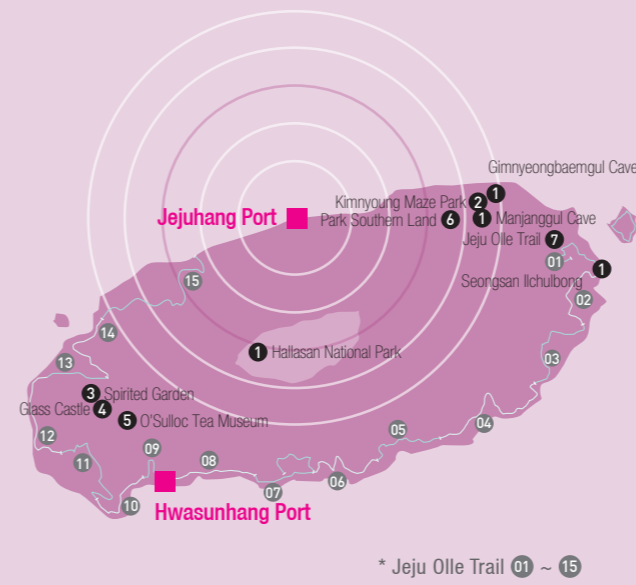 Gimnyeongbaemgul Cave
1
Kimnyoung Maze Park 2
Jejuhang Port
Park Southern Land 6
1 Manjanggul Cave
Jeju Olle Trail 7
01
1
Seongsan Ilchulbong
15
02
14
1 Hallasan National Park
03
13
3 Spirited Garden
Glass Castle 4
5 O'Sulloc Tea Museum
04
05
12
09
08
11
06
07
10
Hwasunhang Port
* Jeju Olle Trail 01 ~ 15